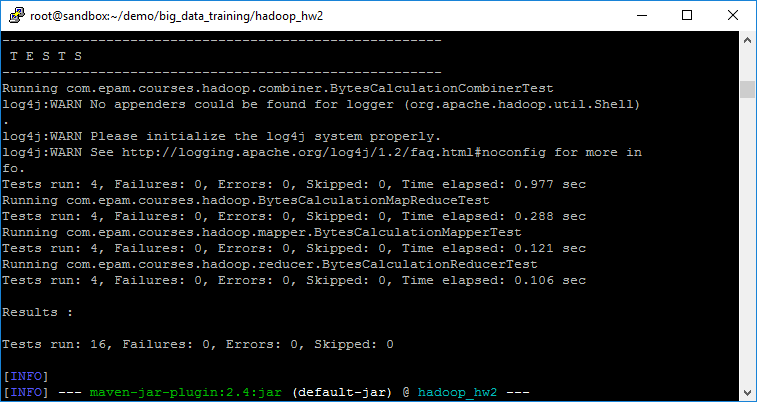 root@sandbox:~/demo/big_data_training/hadoop_hw2
-------------------------------------------------------
 T E S T S
-------------------------------------------------------
Running com.epam.courses.hadoop.combiner.BytesCalculationCombinerTest
log4j:WARN No appenders could be found for logger (org.apache.hadoop.util.Shell)
.
log4j:WARN Please initialize the log4j system properly.
log4j:WARN See http://logging.apache.org/log4j/1.2/faq.html#noconfig for more in
fo.
Tests run: 4, Failures: 0, Errors: 0, Skipped: 0, Time elapsed: 0.977 sec
Running com.epam.courses.hadoop.BytesCalculationMapReduceTest
Tests run: 4, Failures: 0, Errors: 0, Skipped: 0, Time elapsed: 0.288 sec
Running com.epam.courses.hadoop.mapper.BytesCalculationMapperTest
Tests run: 4, Failures: 0, Errors: 0, Skipped: 0, Time elapsed: 0.121 sec
Running com.epam.courses.hadoop.reducer.BytesCalculationReducerTest
Tests run: 4, Failures: 0, Errors: 0, Skipped: 0, Time elapsed: 0.106 sec
Results :
Tests run: 16, Failures: 0, Errors: 0, Skipped: 0
[INFO]
[INFO] --- maven-jar-plugin:2.4:jar (default-jar) @ hadoop_hw2 ---